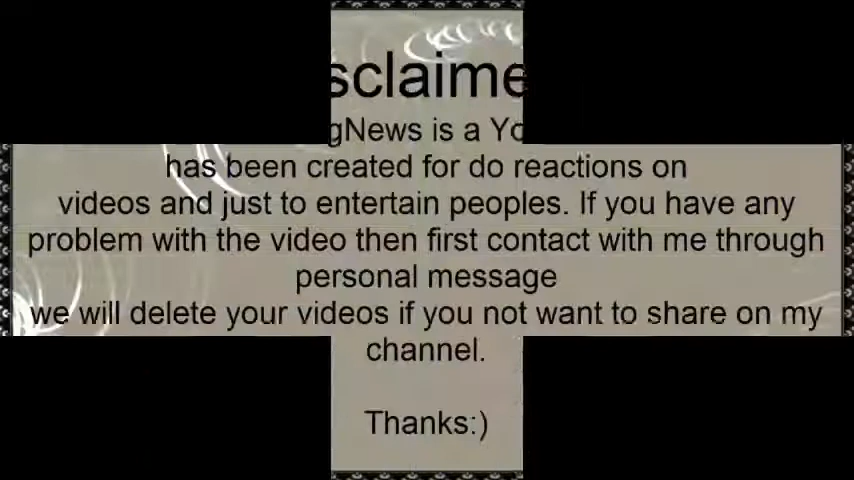 sclaime
gNews is a Yo
has been created for do reactions on
videos and just to entertain peoples. If you have any
problem with the video then first contact with me through
personal message
we will delete your videos if you not want to share on my
channel.
Thanks:)